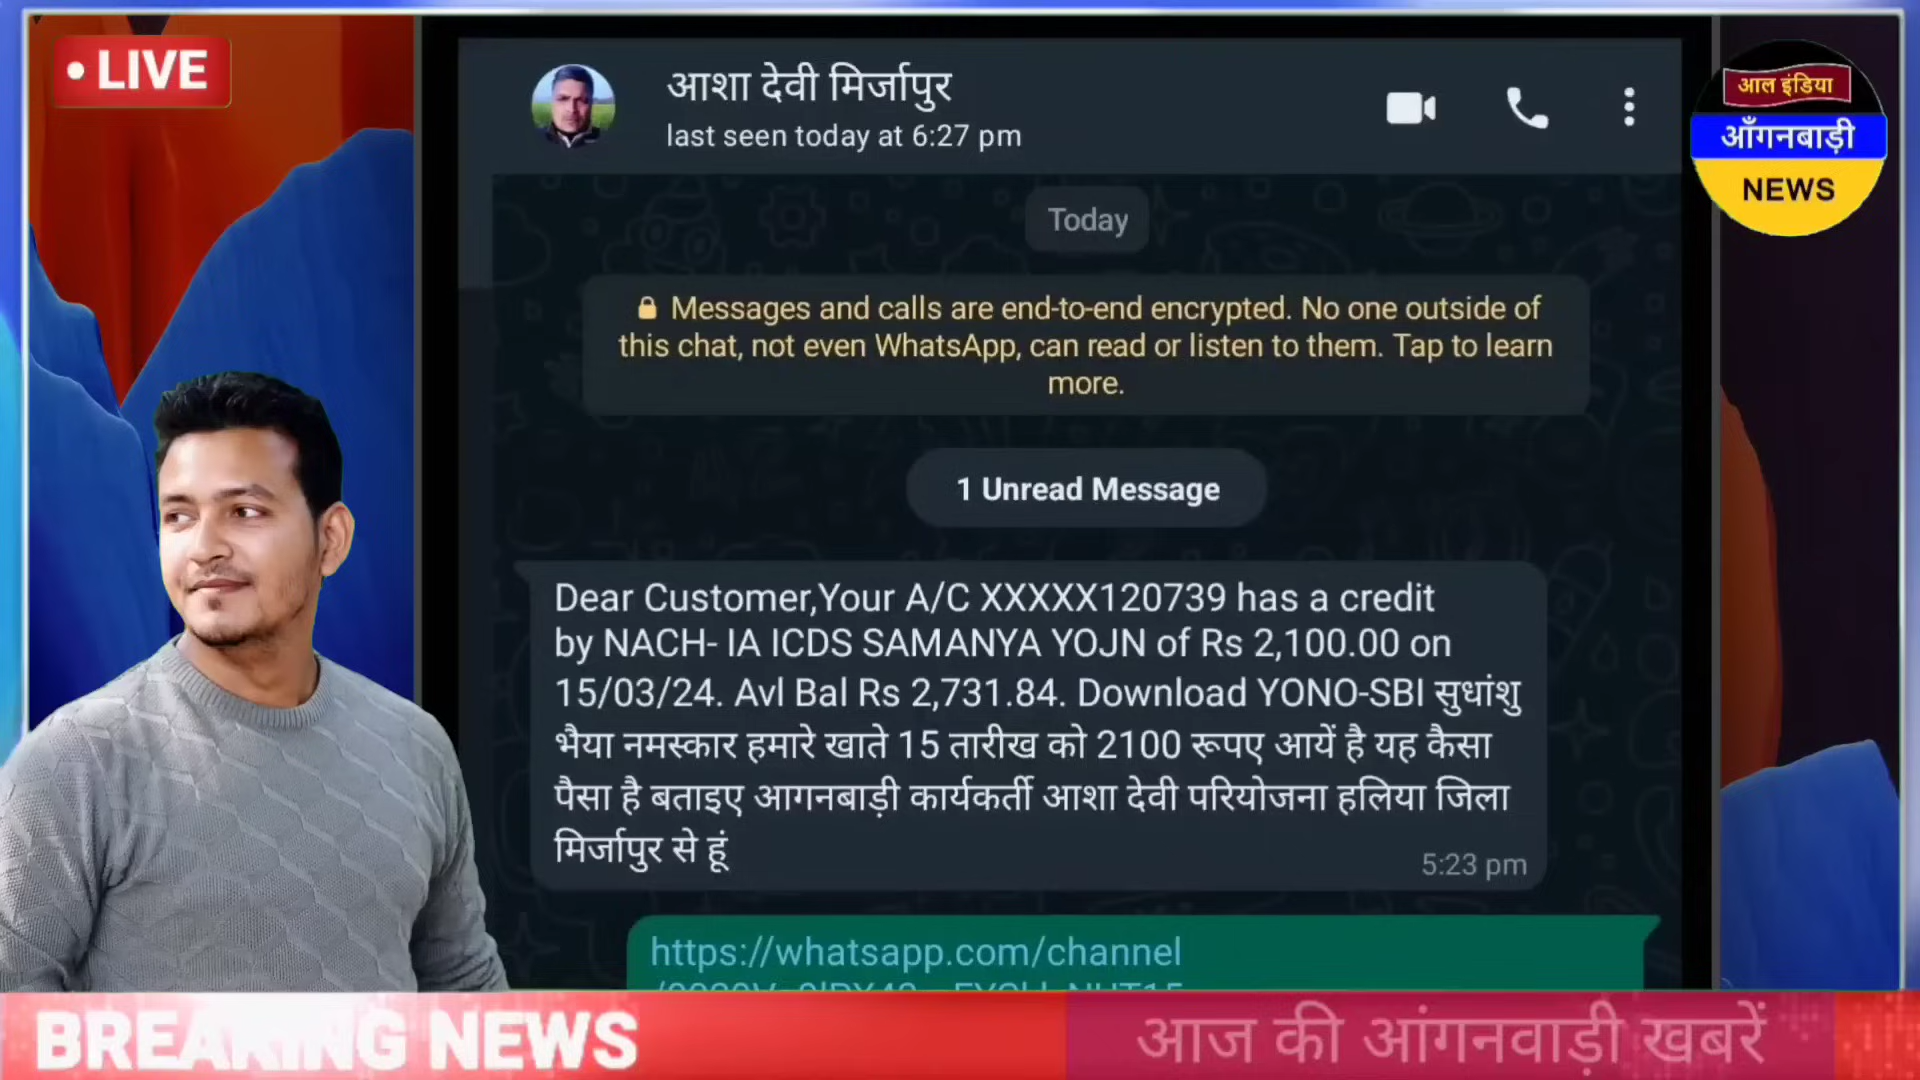 • LIVE
आशा देवी मिर्जापुर
last seen today at 6:27 pm
आल इंडिया
आँगनबाड़ी
NEWS
Today
Messages and calls are end-to-end encrypted. No one outside of
this chat, not even WhatsApp, can read or listen to them. Tap to learn
more.
1 Unread Message
Dear Customer,Your A/C XXXXX120739 has a credit
by NACH- IA ICDS SAMANYA YOJN of Rs 2,100.00 on
15/03/24. Avl Bal Rs 2,731.84. Download YONO-SBI सुधांशु
भैया नमस्कार हमारे खाते 15 तारीख को 2100 रूपए आयें है यह कैसा
पैसा है बताइए आगनबाड़ी कार्यकर्ती आशा देवी परियोजना हलिया जिला
मिर्जापुर से हूं
5:23 pm
https://whatsapp.com/channel
BREAKING NEWS
आज की आंगनवाड़ी खबरें